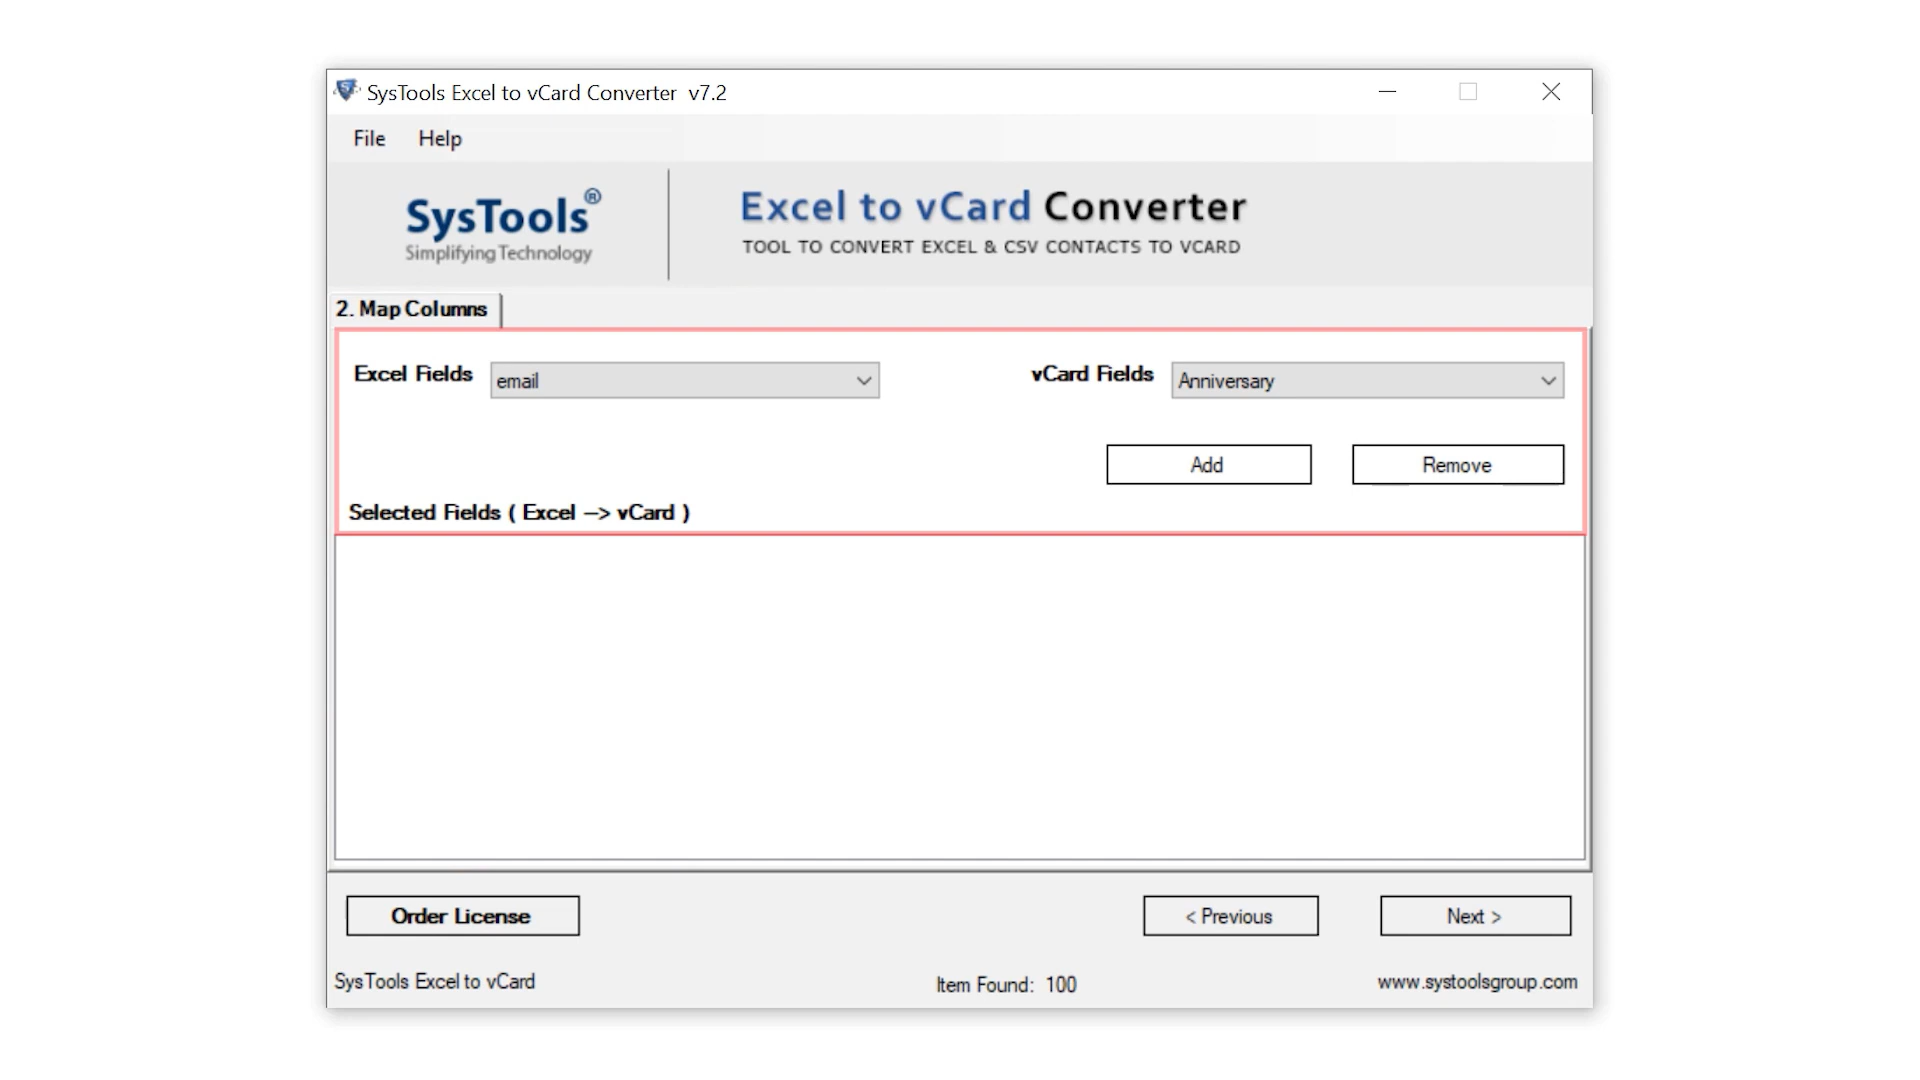 SysTools Excel to vCard Converter v7.2
File Help
SysTools®
Simplifying Technology
Excel to vCard Converter
TOOL TO CONVERT EXCEL & CSV CONTACTS TO VCARD
2. Map Columns
Excel Fields email vCard Fields Anniversary
Add Remove
Selected Fields ( Excel --> vCard )
Order License < Previous Next >
SysTools Excel to vCard Item Found: 100 www.systoolsgroup.com